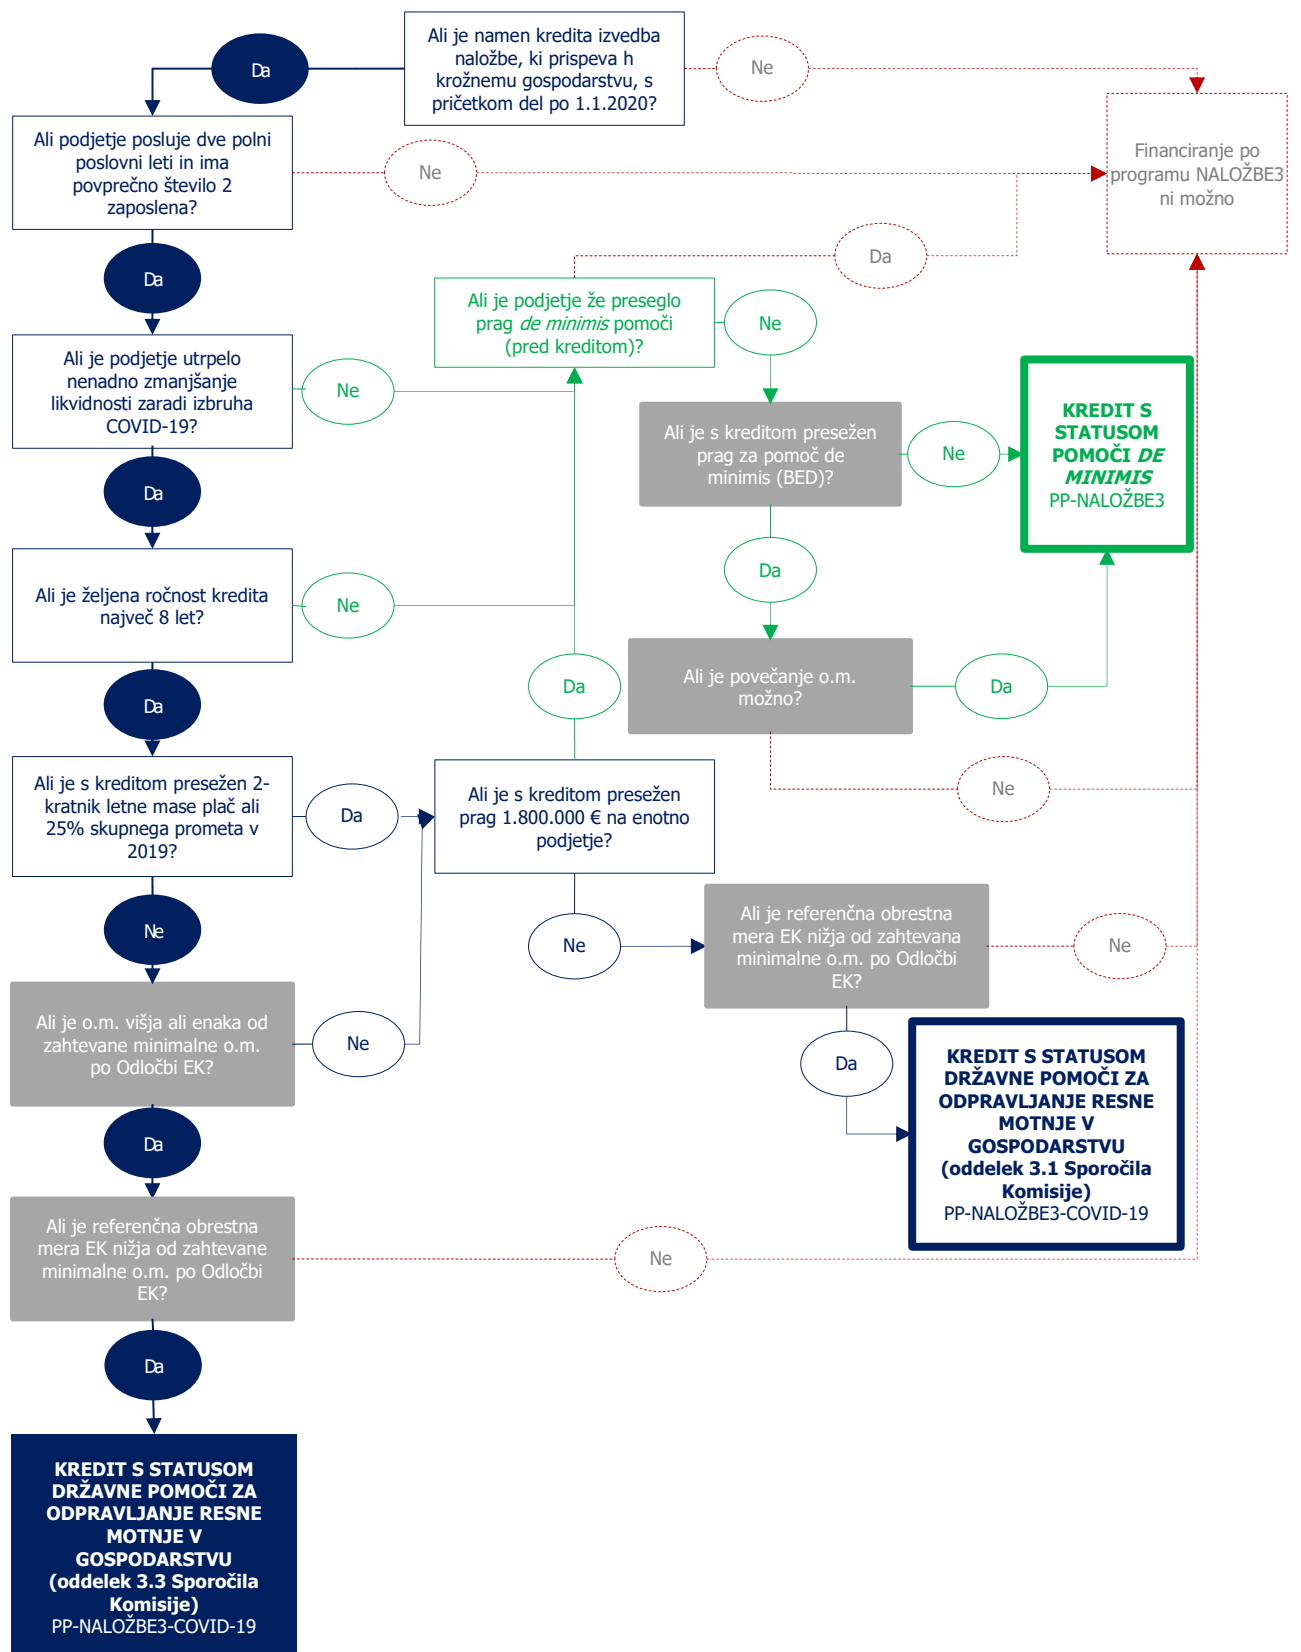 Ali je namen kredita izvedba
naložbe, ki prispeva h
krožnemu gospodarstvu, s
pričetkom del po 1.1.2020?
Da
Ne
Ali podjetje posluje dve polni
poslovni leti in ima
povprečno število 2
zaposlena?
Ne
Financiranje po
programu NALOŽBE3
ni možno
Da
Da
Ali je podjetje že preseglo
prag de minimis pomoči
(pred kreditom)?
Ne
Ali je podjetje utrpelo
nenadno zmanjšanje
likvidnosti zaradi izbruha
COVID-19?
Ne
Ali je s kreditom presežen
prag za pomoč de
minimis (BED)?
Ne
KREDIT S
STATUSOM
POMOČI DE
MINIMIS
PP-NALOŽBE3
Da
Da
Ali je željena ročnost kredita
največ 8 let?
Ne
Ali je povečanje o.m.
možno?
Da
Da
Da
Ne
Ali je s kreditom presežen 2-
kratnik letne mase plač ali
25% skupnega prometa v
2019?
Da
Ali je s kreditom presežen
prag 1.800.000 € na enotno
podjetje?
Ne
Ne
Ali je referenčna obrestna
mera EK nižja od zahtevana
minimalne o.m. po Odločbi
EK?
Ne
Ali je o.m. višja ali enaka od
zahtevane minimalne o.m.
po Odločbi EK?
Ne
Da
KREDIT S STATUSOM
DRŽAVNE POMOČI ZA
ODPRAVLJANJE RESNE
MOTNJE V
GOSPODARSTVU
(oddelek 3.1 Sporočila
Komisije)
PP-NALOŽBE3-COVID-19
Da
Ali je referenčna obrestna
mera EK nižja od zahtevane
minimalne o.m. po Odločbi
EK?
Ne
Da
KREDIT S STATUSOM
DRŽAVNE POMOČI ZA
ODPRAVLJANJE RESNE
MOTNJE V
GOSPODARSTVU
(oddelek 3.3 Sporočila
Komisije)
PP-NALOŽBE3-COVID-19